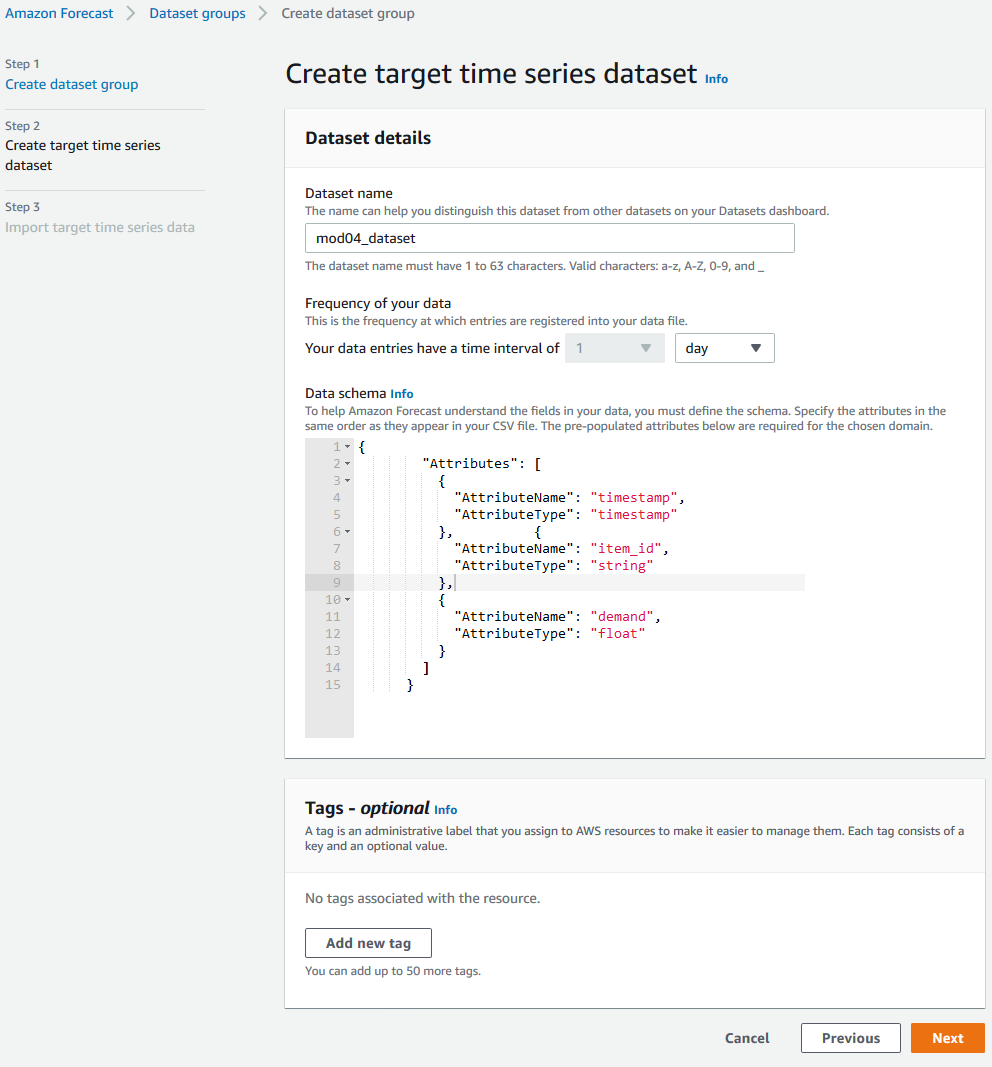 Amazon Forecast > Dataset groups > Create dataset group
Step 1
Create dataset group
Step 2
Create target time series
dataset
Step 3
Import target time series data
Create target time series dataset Info
Dataset details
Dataset name
The name can help you distinguish this dataset from other datasets on your Datasets dashboard.
mod04_dataset
The dataset name must have 1 to 63 characters. Valid characters: a-z, A-Z, 0-9, and _
Frequency of your data
This is the frequency at which entries are registered into your data file.
Your data entries have a time interval of 1 day
Data schema Info
To help Amazon Forecast understand the fields in your data, you must define the schema. Specify the attributes in the
same order as they appear in your CSV file. The pre-populated attributes below are required for the chosen domain.
1 {
2 "Attributes": [
3 {
4 "AttributeName": "timestamp",
5 "AttributeType": "timestamp"
6 }, {
7 "AttributeName": "item_id",
8 "AttributeType": "string"
9 },
10 {
11 "AttributeName": "demand",
12 "AttributeType": "float"
13 }
14 ]
15 }
Tags - optional Info
A tag is an administrative label that you assign to AWS resources to make it easier to manage them. Each tag consists of a
key and an optional value.
No tags associated with the resource.
Add new tag
You can add up to 50 more tags.
Cancel Previous Next